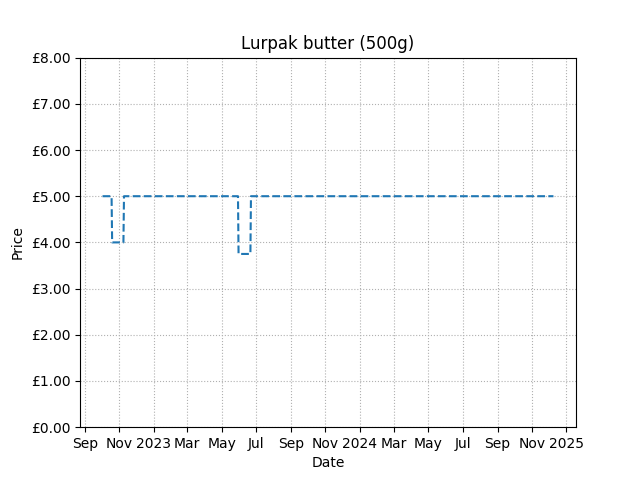 Lurpak butter (500g)
£8.00
£7.00
£6.00
£5.00
£4.00
£3.00
£2.00
£1.00
£0.00
Price
Sep Nov 2023 Mar May Jul Sep Nov 2024 Mar May Jul Sep Nov 2025
Date